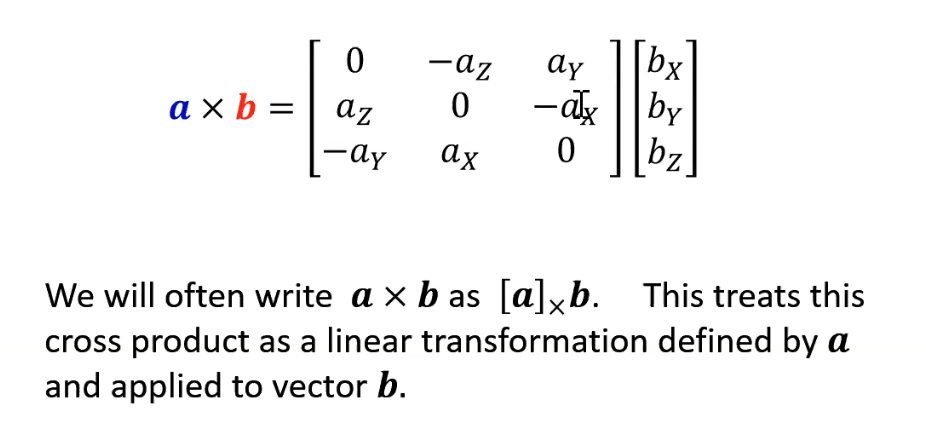 a × b = [ 0 −a_Z a_Y ] [ b_X ]
[ a_Z 0 −a_X ] [ b_Y ]
[ −a_Y a_X 0 ] [ b_Z ]
We will often write a × b as [a]_× b. This treats this
cross product as a linear transformation defined by a
and applied to vector b.